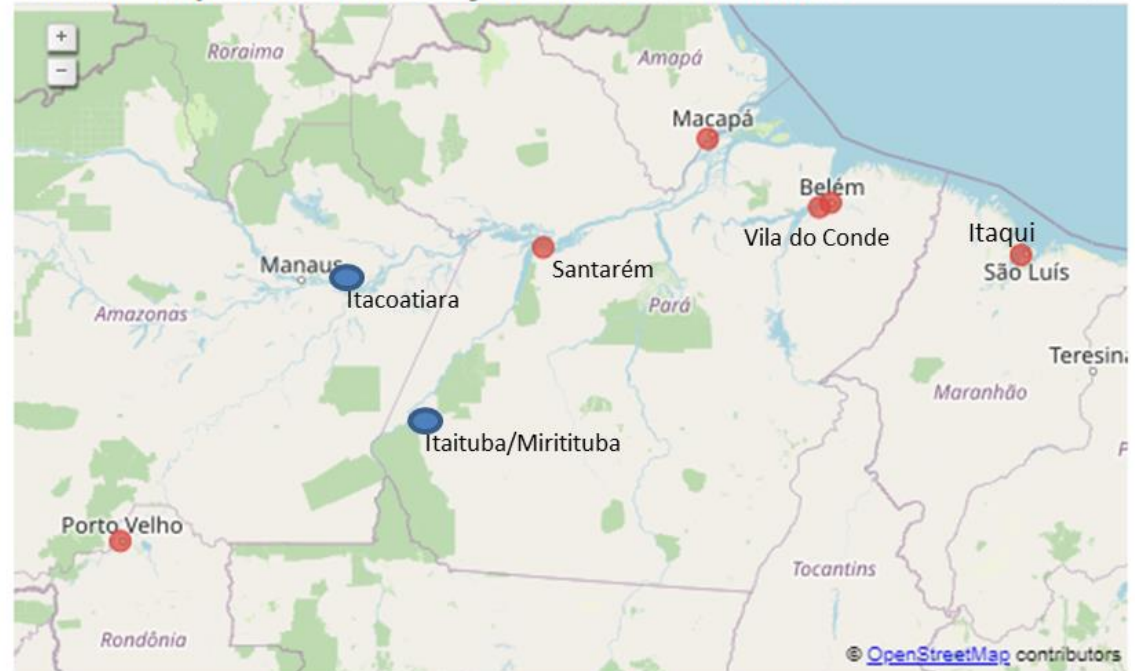 +
−
Roraima
Amapá
Macapá
Belém
Vila do Conde
Itaqui
São Luís
Manaus
Itacoatiara
Santarém
Amazonas
Pará
Teresin
Maranhão
Itaituba/Miritituba
Porto Velho
Tocantins
Rondônia
© OpenStreetMap contributors